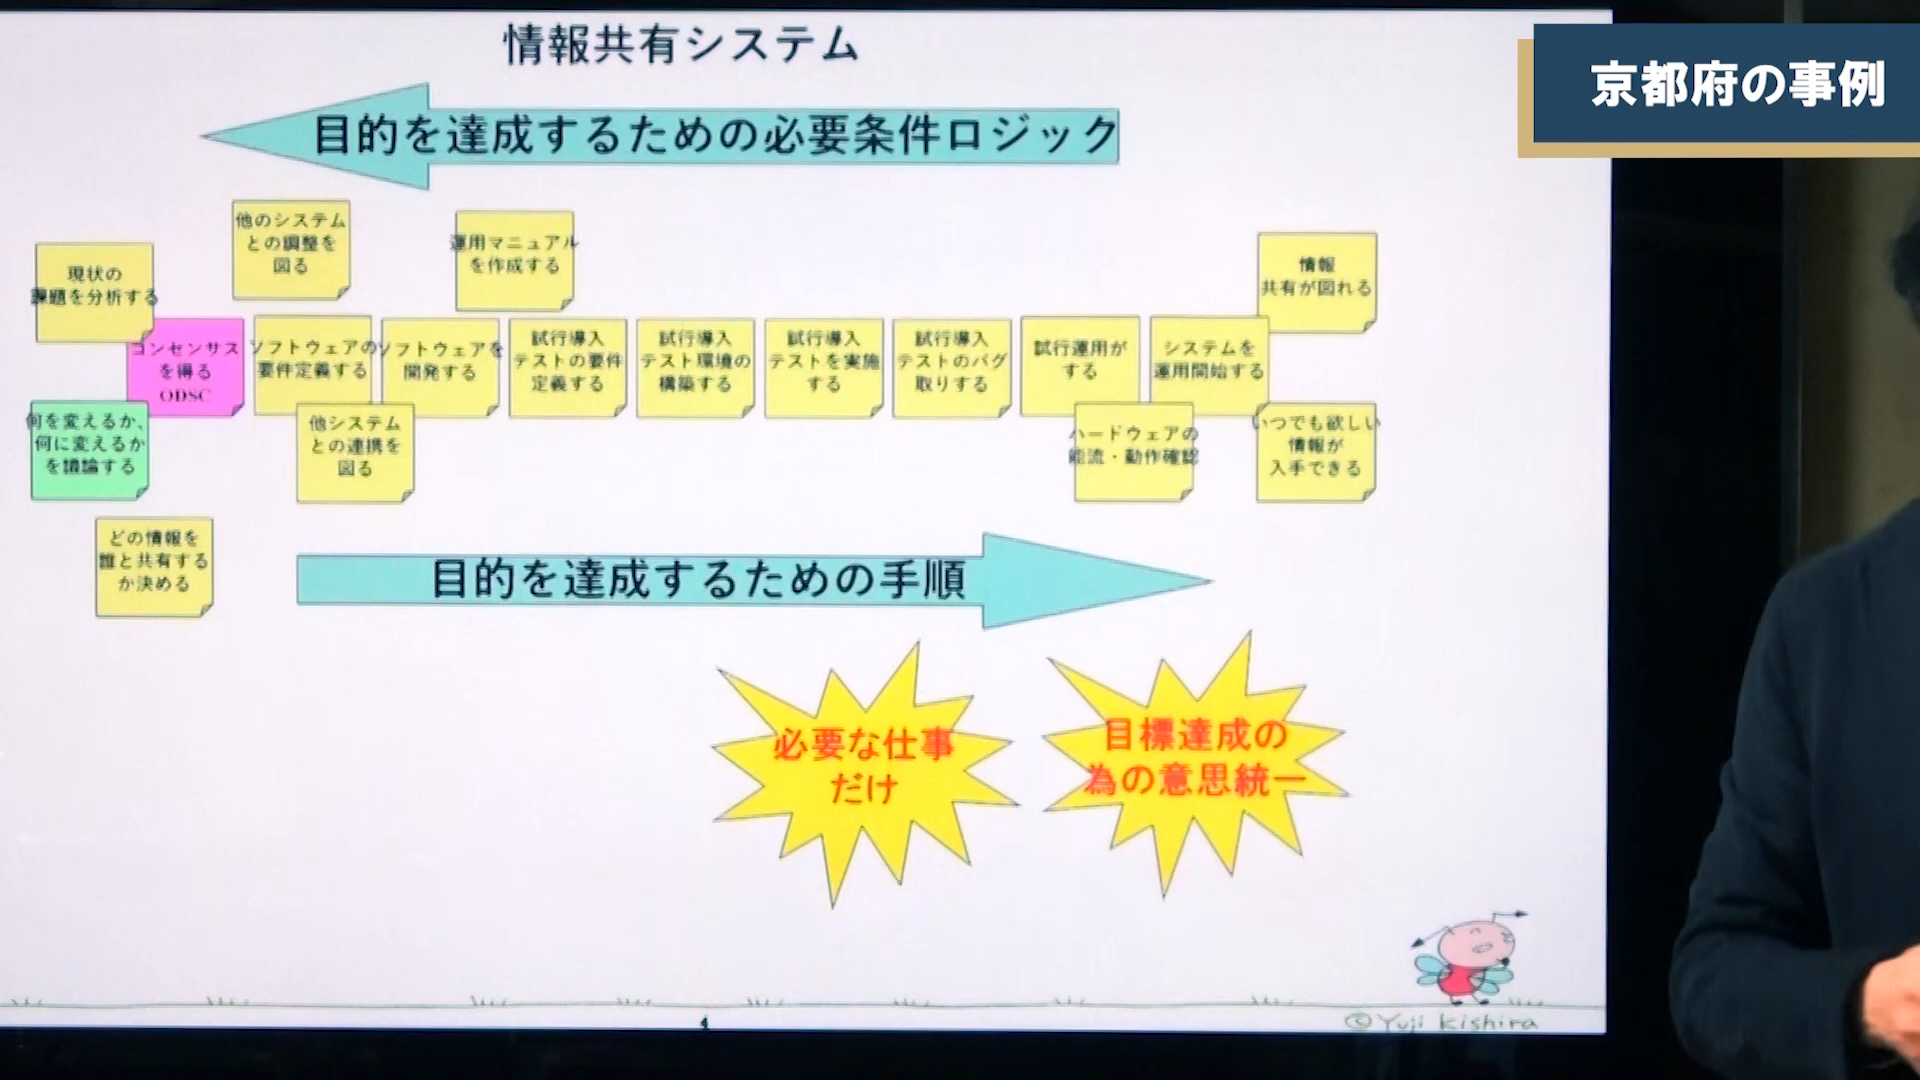 情報共有システム
京都府の事例
目的を達成するための必要条件ロジック
現状の
課題を分析する
他のシステム
との調整を
図る
運用マニュアル
を作成する
情報
共有が図れる
コンセンサス
を得る
ODSC
ソフトウェアの
要件定義する
ソフトウェアを
開発する
試行導入
テストの要件
定義する
試行導入
テスト環境の
構築する
試行導入
テストを実施
する
試行導入
テストのバグ
取りする
試行運用が
する
システムを
運用開始する
何を変えるか、
何に変えるか
を議論する
他システム
との連携を
図る
ハードウェアの
能流・動作確認
いつでも欲しい
情報が
入手できる
どの情報を
誰と共有する
か決める
目的を達成するための手順
必要な仕事
だけ
目標達成の
為の意思統一
4
©Yuji Kishira